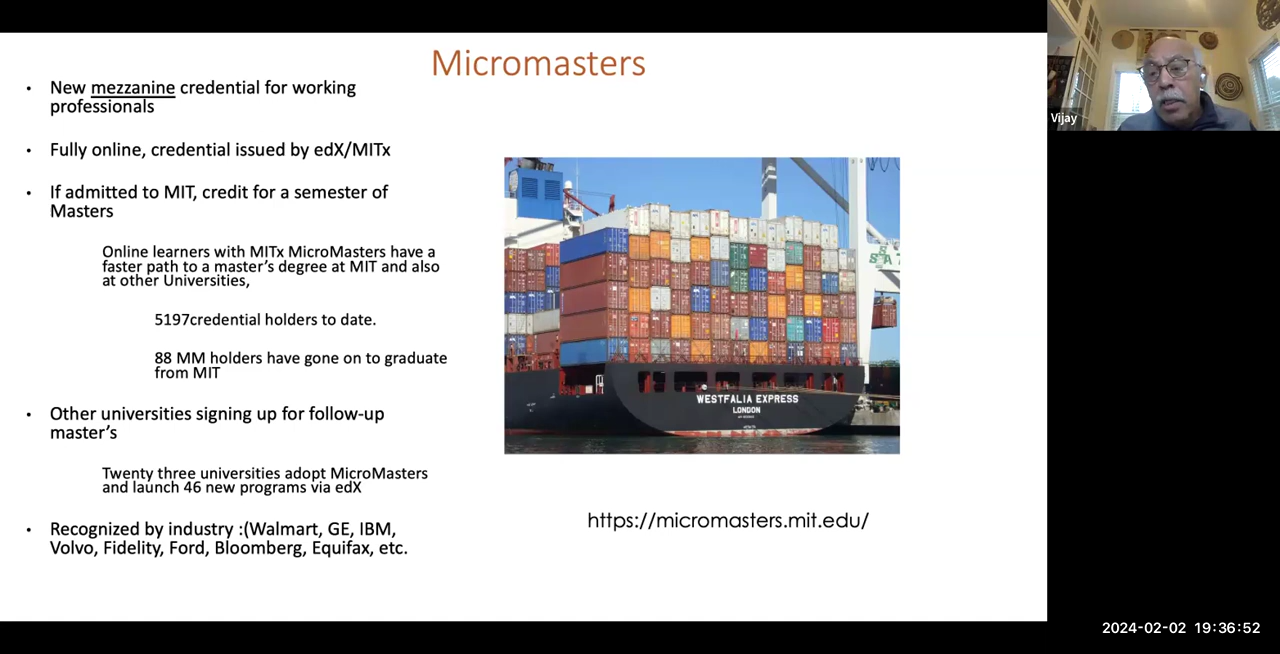 Micromasters
New mezzanine credential for working
professionals
Fully online, credential issued by edX/MITx
If admitted to MIT, credit for a semester of
Masters
Online learners with MITx MicroMasters have a
faster path to a master's degree at MIT and also
at other Universities,
5197credential holders to date.
88 MM holders have gone on to graduate
from MIT
Other universities signing up for follow-up
master's
Twenty three universities adopt MicroMasters
and launch 46 new programs via edX
Recognized by industry :(Walmart, GE, IBM,
Volvo, Fidelity, Ford, Bloomberg, Equifax, etc.
WESTFALIA EXPRESS
LONDON
https://micromasters.mit.edu/
Vijay
2024-02-02 19:36:52